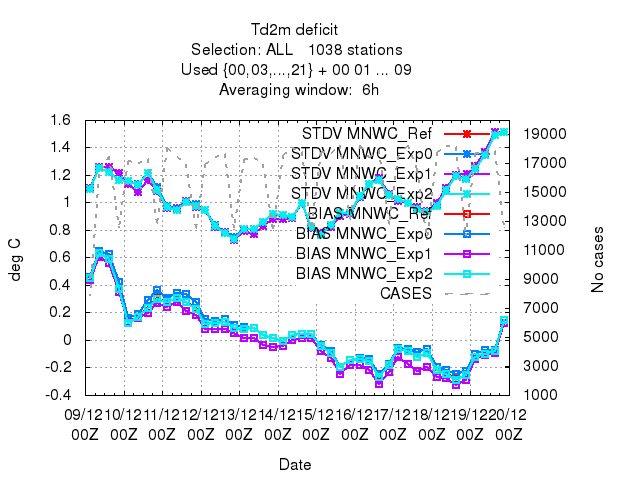 Td2m deficit
Selection: ALL   1038 stations
Used {00,03,...,21} + 00 01 ... 09
Averaging window:  6h
1.6
1.4
1.2
1
0.8
0.6
0.4
0.2
0
-0.2
-0.4
deg C
STDV MNWC_Ref
STDV MNWC_Exp0
STDV MNWC_Exp1
STDV MNWC_Exp2
BIAS MNWC_Ref
BIAS MNWC_Exp0
BIAS MNWC_Exp1
BIAS MNWC_Exp2
CASES
19000
17000
15000
13000
11000
9000
7000
5000
3000
1000
No cases
09/12 10/12 11/12 12/12 13/12 14/12 15/12 16/12 17/12 18/12 19/12 20/12
00Z 00Z 00Z 00Z 00Z 00Z 00Z 00Z 00Z 00Z 00Z 00Z
Date